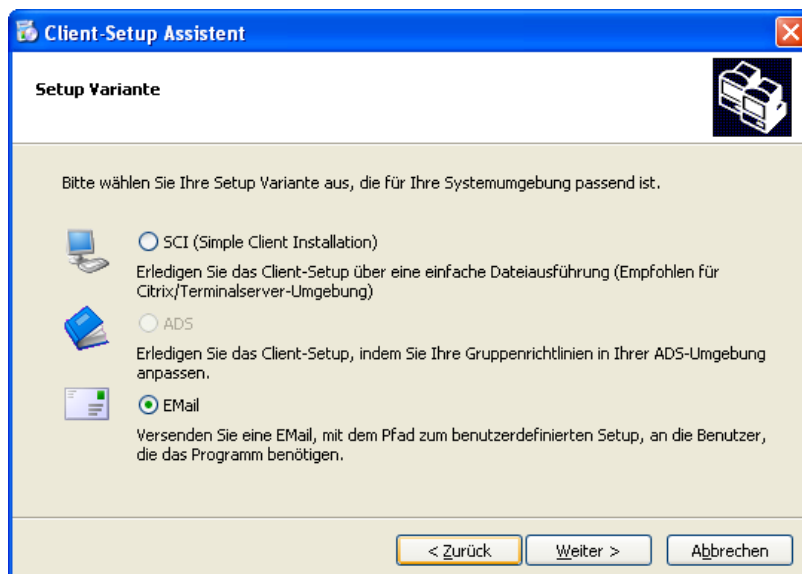 Client-Setup Assistent
Setup Variante
Bitte wählen Sie Ihre Setup Variante aus, die für Ihre Systemumgebung passend ist.
SCI (Simple Client Installation)
Erledigen Sie das Client-Setup über eine einfache Dateiausführung (Empfohlen für
Citrix/Terminalserver-Umgebung)
ADS
Erledigen Sie das Client-Setup, indem Sie Ihre Gruppenrichtlinien in Ihrer ADS-Umgebung
anpassen.
EMail
Versenden Sie eine EMail, mit dem Pfad zum benutzerdefinierten Setup, an die Benutzer,
die das Programm benötigen.
< Zurück Weiter > Abbrechen